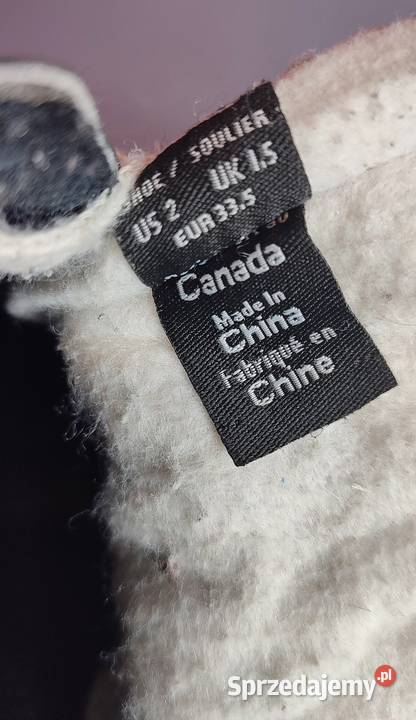 SHOE / SOULIER
US 2 UK 1.5
EUR 33.5
Canada
Made in
China
Fabriqué en
Chine
Sprzedajemy.pl